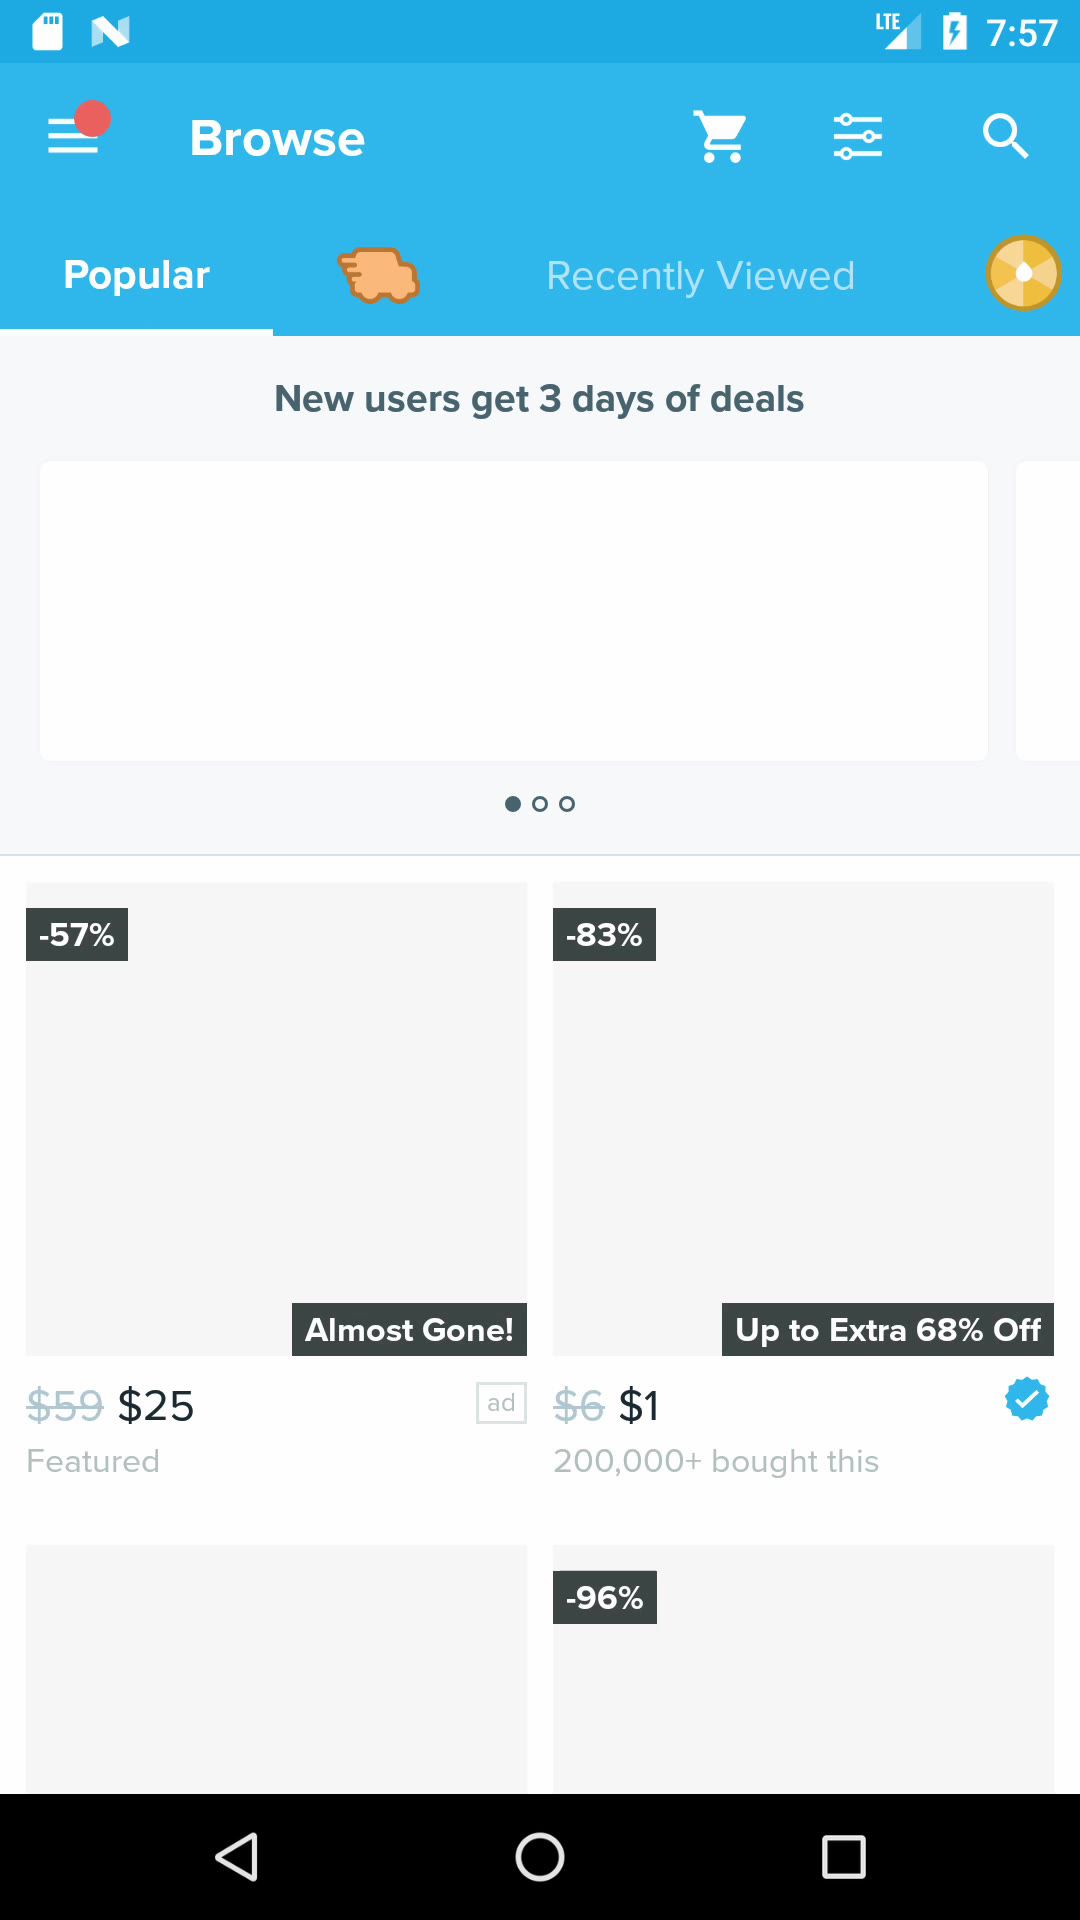 LTE 7:57
Browse
Popular Recently Viewed
New users get 3 days of deals
-57% -83%
Almost Gone! Up to Extra 68% Off
$59 $25 ad $6 $1
Featured 200,000+ bought this
-96%